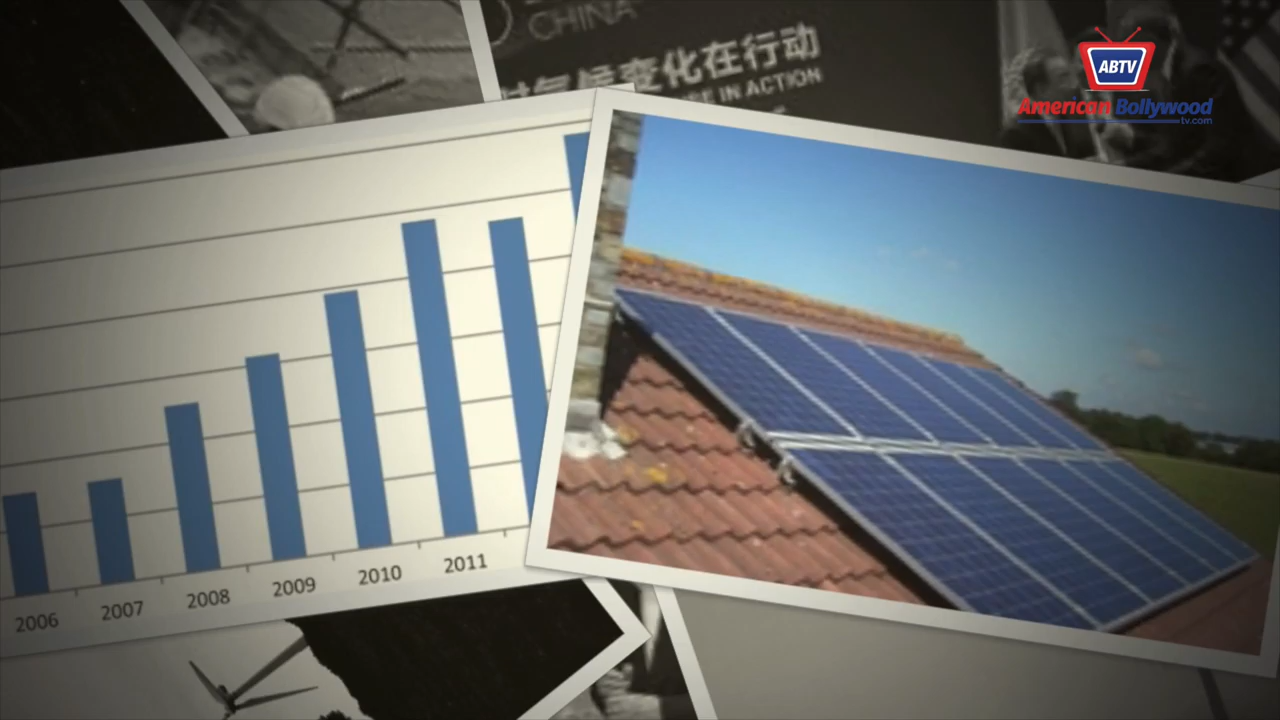 CHINA
候变化在行动
IN ACTION
ABTV
American Bollywood
tv.com
2006 2007 2008 2009 2010 2011